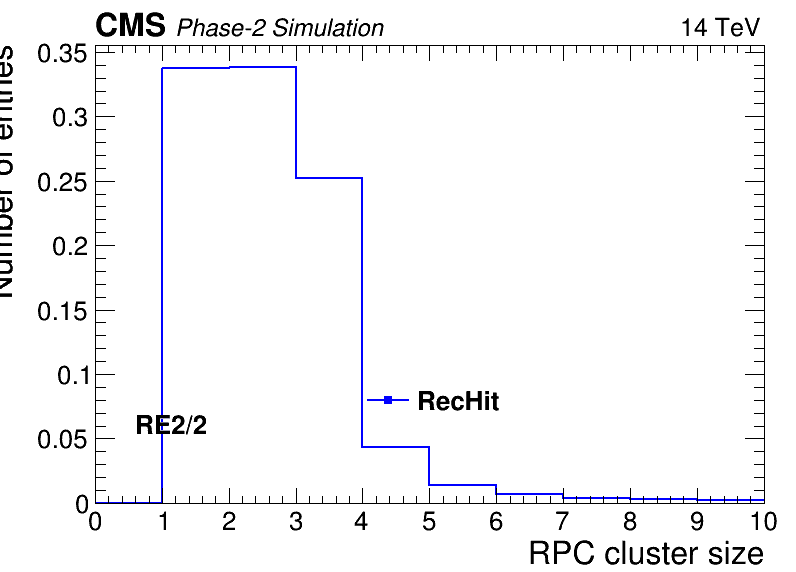 CMS Phase-2 Simulation 14 TeV
Number of entries
0.35
0.3
0.25
0.2
0.15
0.1
0.05
0
RecHit
RE2/2
0 1 2 3 4 5 6 7 8 9 10
RPC cluster size